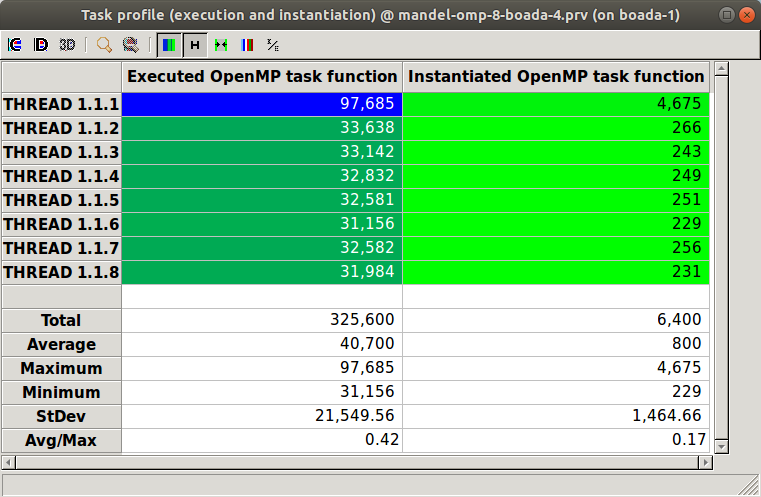 Task profile (execution and instantiation) @ mandel-omp-8-boada-4.prv (on boada-1)
3D
Executed OpenMP task function Instantiated OpenMP task function
THREAD 1.1.1 97,685 4,675
THREAD 1.1.2 33,638 266
THREAD 1.1.3 33,142 243
THREAD 1.1.4 32,832 249
THREAD 1.1.5 32,581 251
THREAD 1.1.6 31,156 229
THREAD 1.1.7 32,582 256
THREAD 1.1.8 31,984 231
Total 325,600 6,400
Average 40,700 800
Maximum 97,685 4,675
Minimum 31,156 229
StDev 21,549.56 1,464.66
Avg/Max 0.42 0.17